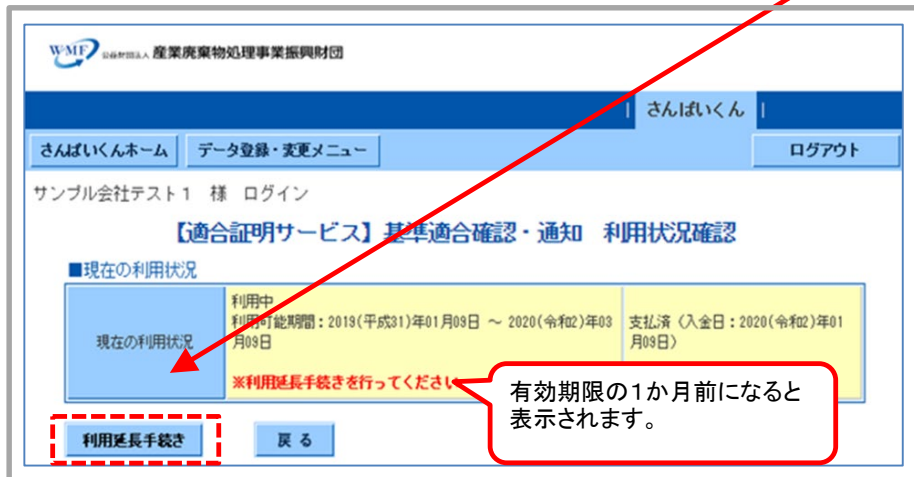 WMF 公益財団法人 産業廃棄物処理事業振興財団
| さんぱいくん |
さんぱいくんホーム データ登録・変更メニュー ログアウト
サンプル会社テスト1 様 ログイン
【適合証明サービス】基準適合確認・通知 利用状況確認
■現在の利用状況
現在の利用状況
利用中
利用可能期間：2019(平成31)年01月09日 ～ 2020(令和2)年03
月09日
※利用延長手続きを行ってください
支払済（入金日：2020(令和2)年01
月09日）
有効期限の1か月前になると
表示されます。
利用延長手続き 戻る